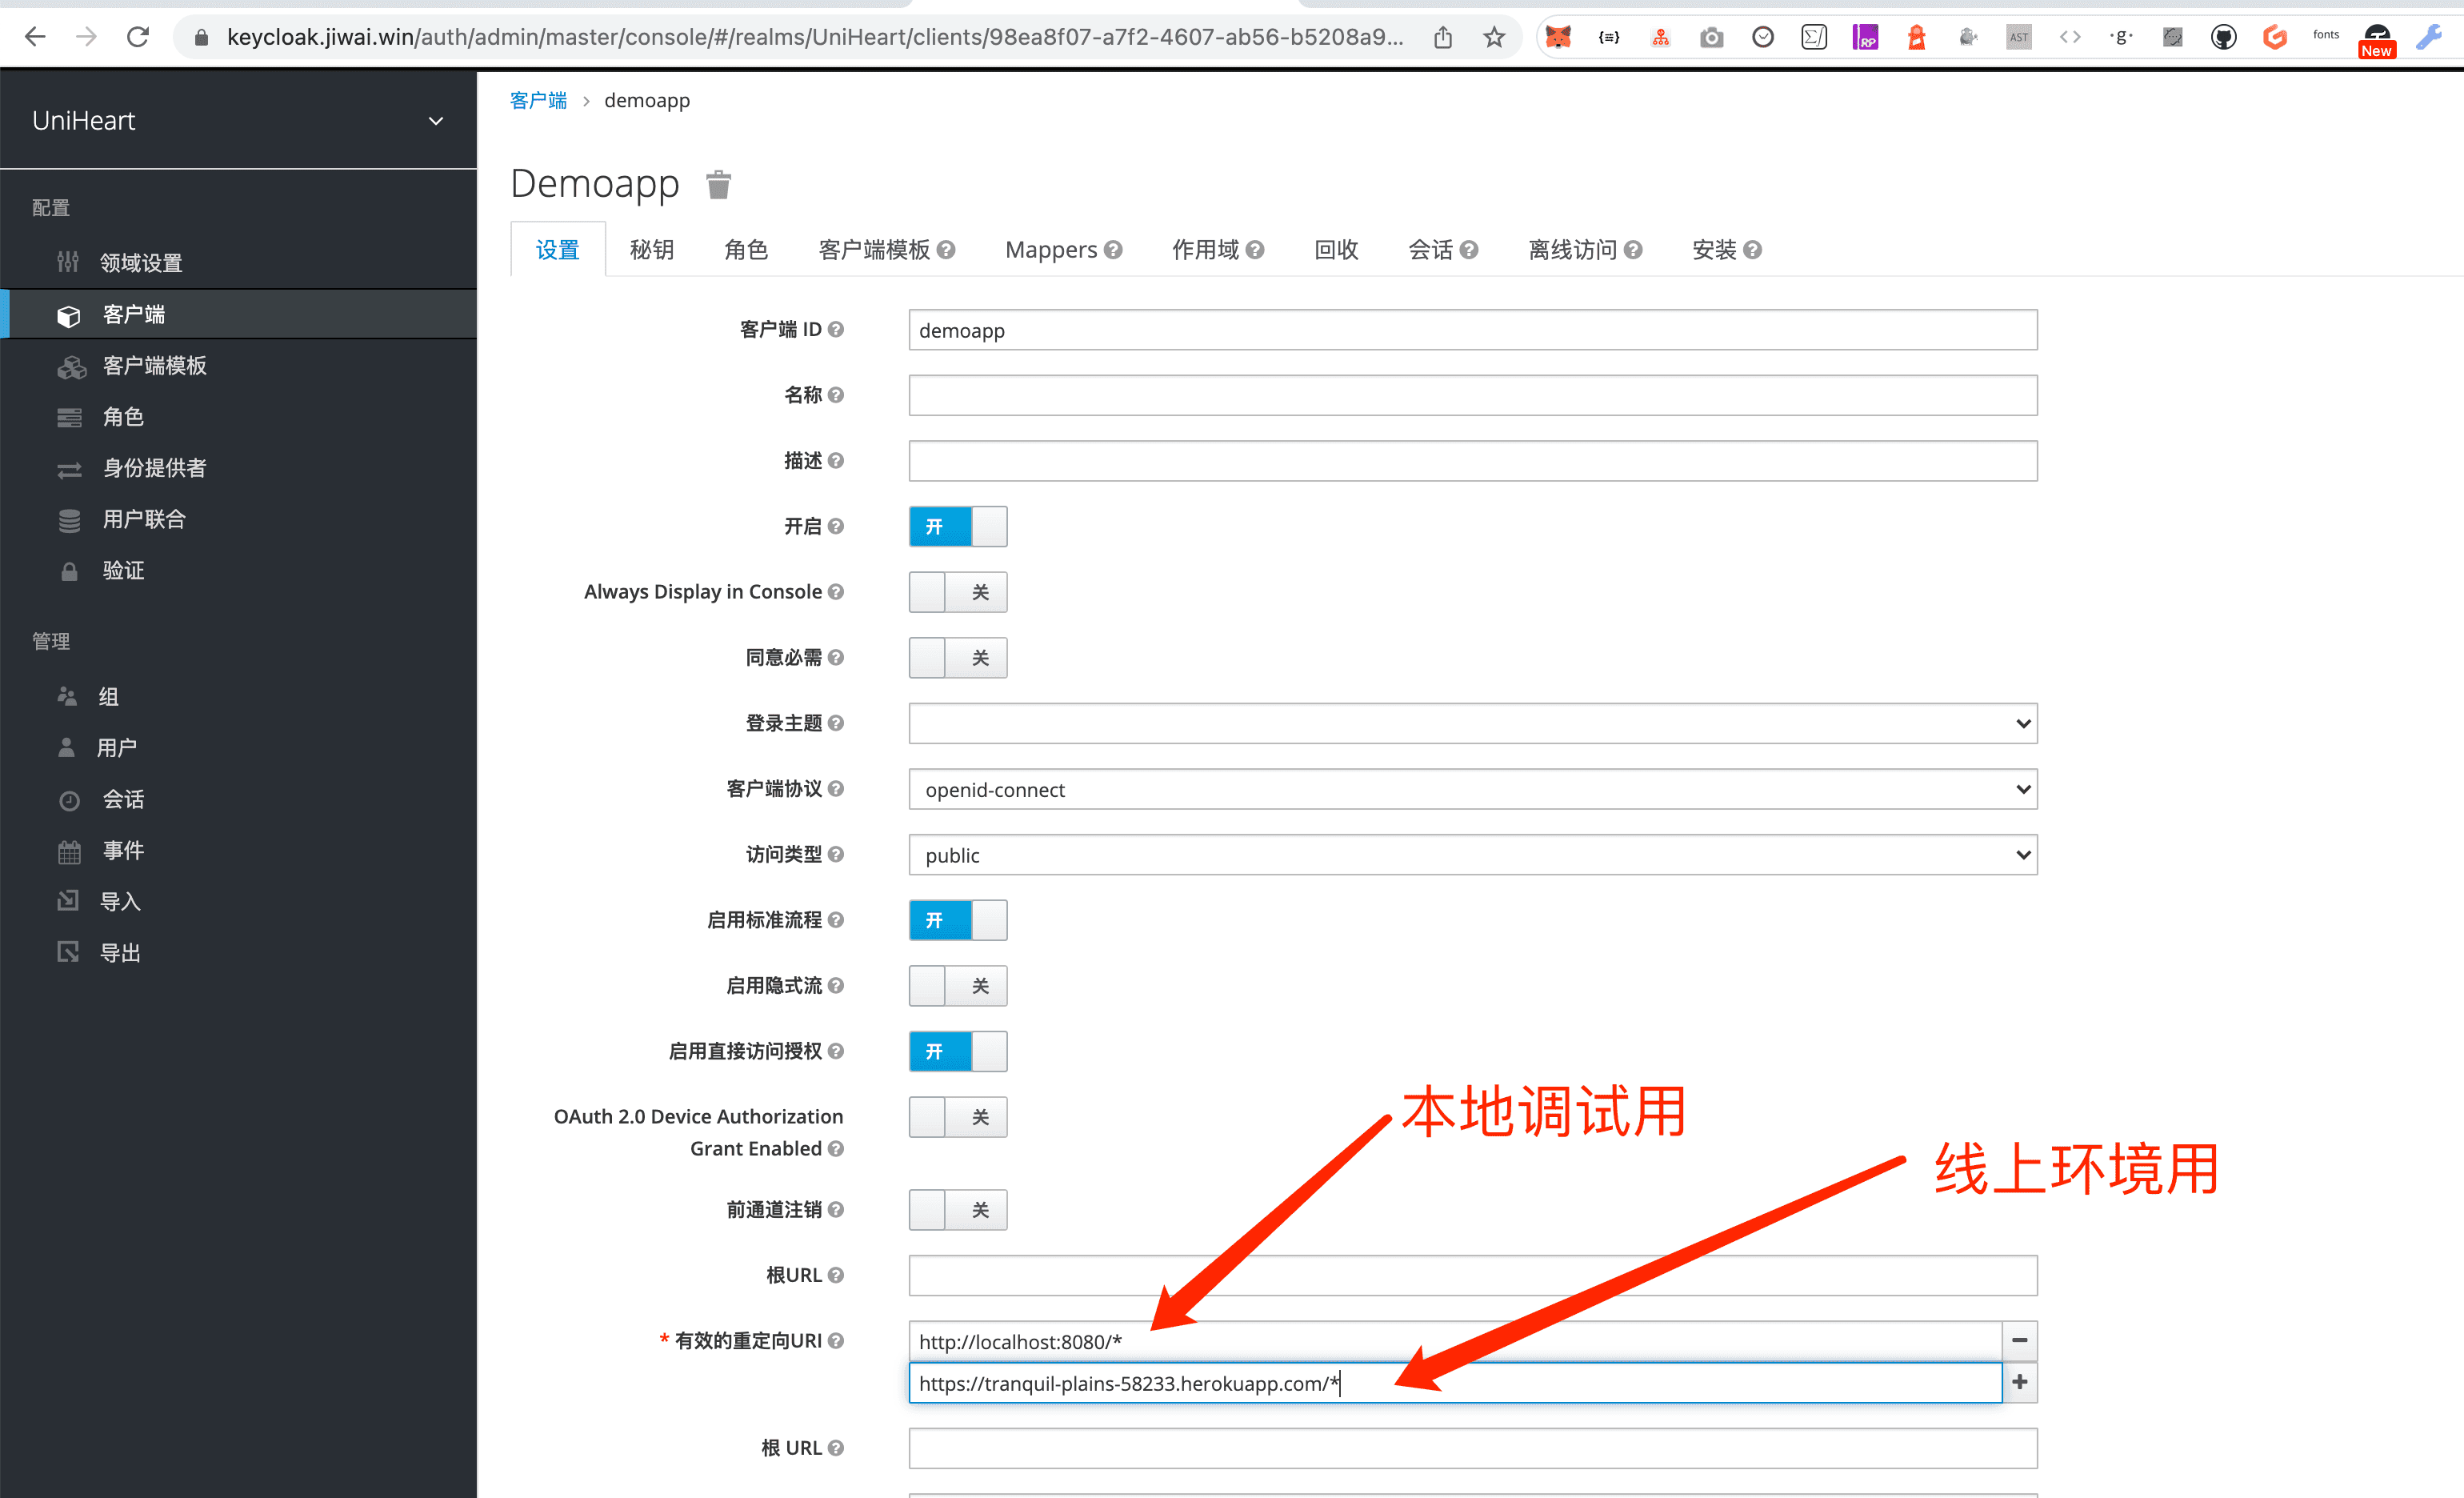 keycloak.jiwai.win/auth/admin/master/console/#/realms/UniHeart/clients/98ea8f07-a7f2-4607-ab56-b5208a9...
{≡}
RP
AST
< >
·g·
fonts
New
UniHeart
配置
领域设置
客户端
客户端模板
角色
身份提供者
用户联合
验证
管理
组
用户
会话
事件
导入
导出
客户端 > demoapp
Demoapp
设置 秘钥 角色 客户端模板 Mappers 作用域 回收 会话 离线访问 安装
客户端 ID demoapp
名称
描述
开启 开
Always Display in Console 关
同意必需 关
登录主题
客户端协议 openid-connect
访问类型 public
启用标准流程 开
启用隐式流 关
启用直接访问授权 开
OAuth 2.0 Device Authorization Grant Enabled 关
本地调试用
线上环境用
前通道注销 关
根URL
* 有效的重定向URI http://localhost:8080/*
https://tranquil-plains-58233.herokuapp.com/*
根 URL